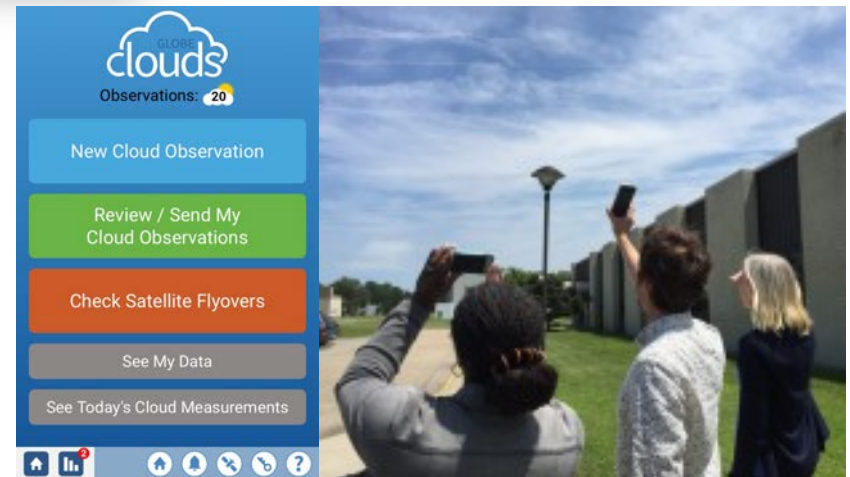 GLOBE
clouds
Observations: 20
New Cloud Observation
Review / Send My
Cloud Observations
Check Satellite Flyovers
See My Data
See Today's Cloud Measurements
2
?